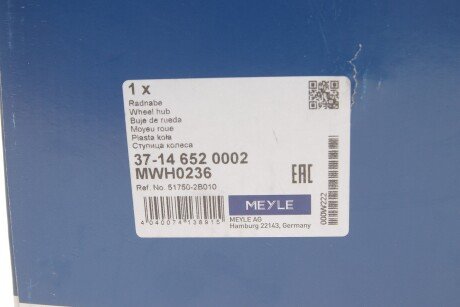 1 x
Radnabe
Wheel hub
Buje de rueda
Moyeu roue
Piasta koła
Ступица колеса
37-14 652 0002
MWH0236
Ref. No. 51750-2B010
EAC
MEYLE
MEYLE AG
Hamburg 22143, Germany
4040074138915